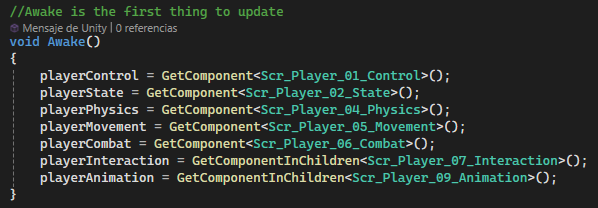 //Awake is the first thing to update
Mensaje de Unity | 0 referencias
void Awake()
{
playerControl = GetComponent<Scr_Player_01_Control>();
playerState = GetComponent<Scr_Player_02_State>();
playerPhysics = GetComponent<Scr_Player_04_Physics>();
playerMovement = GetComponent<Scr_Player_05_Movement>();
playerCombat = GetComponent<Scr_Player_06_Combat>();
playerInteraction = GetComponentInChildren<Scr_Player_07_Interaction>();
playerAnimation = GetComponentInChildren<Scr_Player_09_Animation>();
}